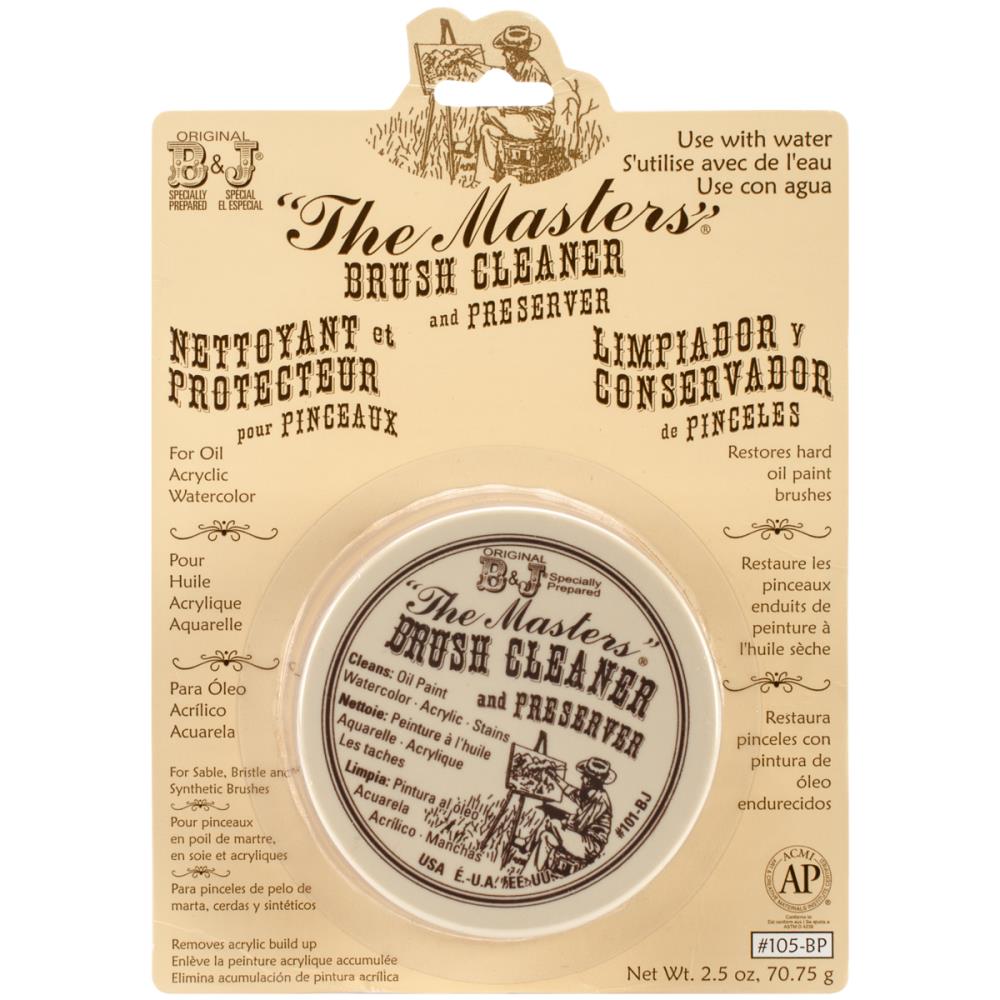 ORIGINAL
B&J®
SPECIALLY PREPARED
SPECIAL EL ESPECIAL
Use with water
S'utilise avec de l'eau
Use con agua
"The Masters"®
BRUSH CLEANER
and PRESERVER
NETTOYANT et
PROTECTEUR
pour PINCEAUX
LIMPIADOR y
CONSERVADOR
de PINCELES
For Oil
Acryclic
Watercolor
Pour
Huile
Acrylique
Aquarelle
Para Óleo
Acrílico
Acuarela
For Sable, Bristle and
Synthetic Brushes
Pour pinceaux
en poil de martre,
en soie et acryliques
Para pinceles de pelo de
marta, cerdas y sintéticos
Removes acrylic build up
Enlève la peinture acrylique accumulée
Elimina acumulación de pintura acrílica
Restores hard
oil paint
brushes
Restaure les
pinceaux
enduits de
peinture à
l'huile sèche
Restaura
pinceles con
pintura de
óleo
endurecidos
ORIGINAL
B&J Specially
Prepared
"The Masters"®
BRUSH CLEANER
and PRESERVER
Cleans: Oil Paint
Watercolor · Acrylic · Stains
Nettoie: Peinture à l'huile
Aquarelle · Acrylique
Les taches
Limpia: Pintura al óleo
Acuarela
Acrílico · Manchas
USA É.-U.A. EE.UU.
#101-BJ
ACMI
AP
ASTM D 4236
#105-BP
Net Wt. 2.5 oz, 70.75 g